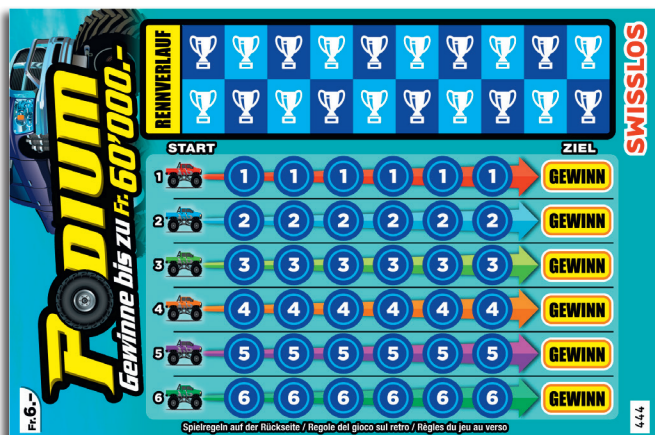 PODIUM
Gewinne bis zu Fr. 60'000.-
Fr. 6.-
RENNVERLAUF
SWISSLOS
START ZIEL
1 1 1 1 1 1 1 GEWINN
2 2 2 2 2 2 2 GEWINN
3 3 3 3 3 3 3 GEWINN
4 4 4 4 4 4 4 GEWINN
5 5 5 5 5 5 5 GEWINN
6 6 6 6 6 6 6 GEWINN
Spielregeln auf der Rückseite / Regole del gioco sul retro / Règles du jeu au verso
444